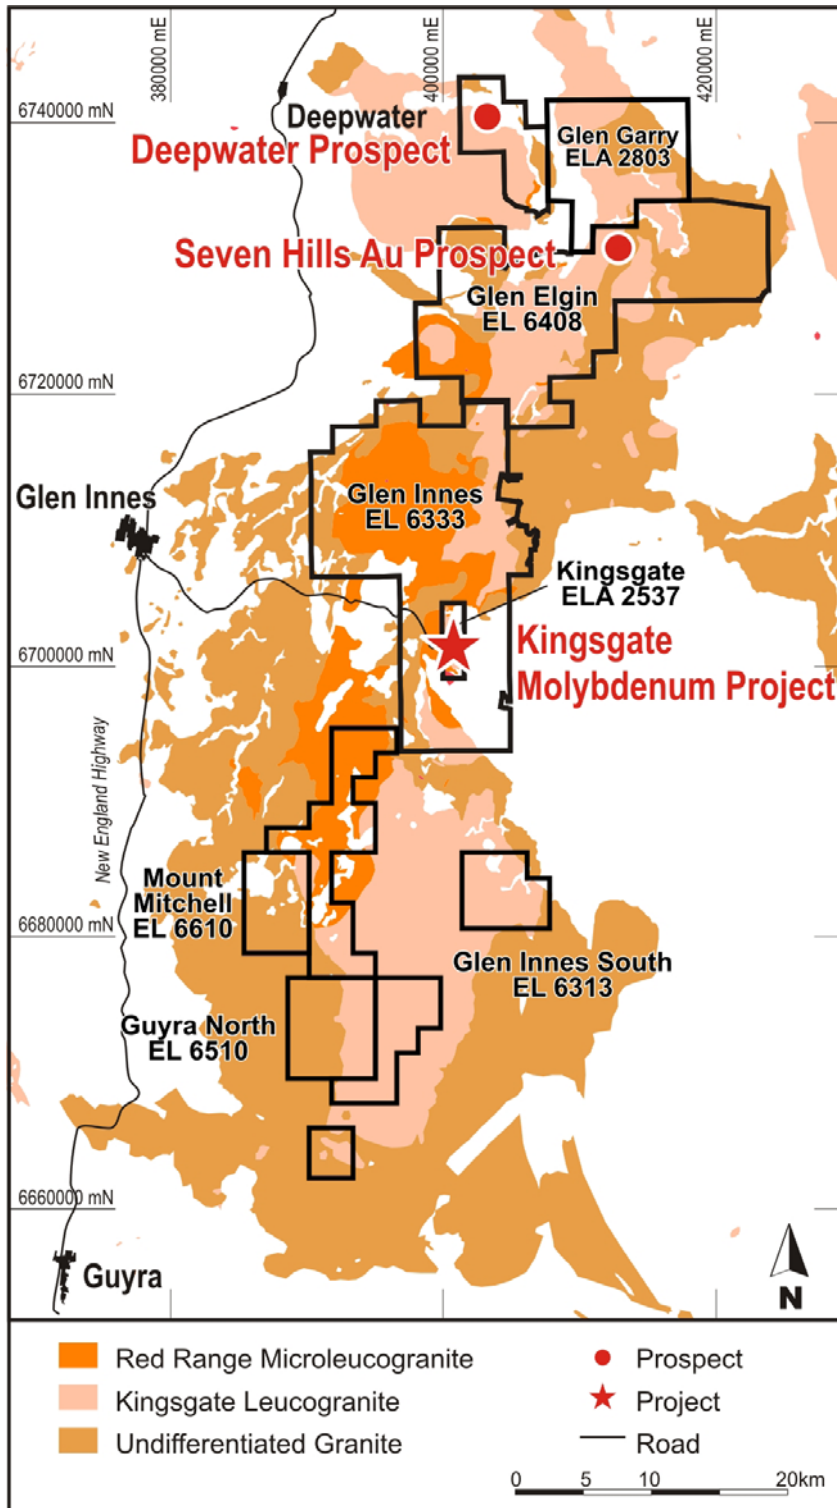 380000 mE
400000 mE
420000 mE
6740000 mN
Deepwater
Deepwater Prospect
Glen Garry
ELA 2803
Seven Hills Au Prospect
Glen Elgin
EL 6408
6720000 mN
Glen Innes
Glen Innes
EL 6333
Kingsgate
ELA 2537
6700000 mN
Kingsgate
Molybdenum Project
New England Highway
Mount
Mitchell
EL 6610
6680000 mN
Glen Innes South
EL 6313
Guyra North
EL 6510
6660000 mN
Guyra
N
Red Range Microleucogranite
Kingsgate Leucogranite
Undifferentiated Granite
Prospect
Project
Road
0 5 10 20km